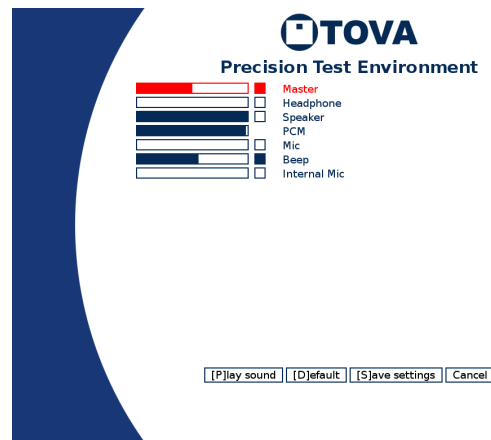 TOVA
Precision Test Environment
Master
Headphone
Speaker
PCM
Mic
Beep
Internal Mic
[P]lay sound [D]efault [S]ave settings Cancel